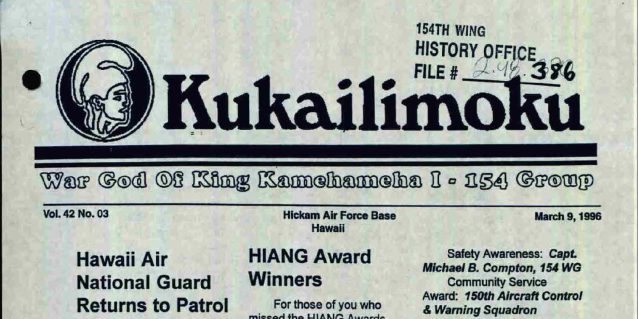 154TH WING
HISTORY OFFICE
FILE # 386
Kukailimoku
War God Of King Kamehameha I - 154 Group
Vol. 42 No. 03
Hickam Air Force Base
Hawaii
March 9, 1996
Hawaii Air
National Guard
Returns to Patrol
HIANG Award
Winners
For those of you who
missed the HIANG Awards
Safety Awareness: Capt.
Michael B. Compton, 154 WG
Community Service
Award: 150th Aircraft Control
& Warning Squadron